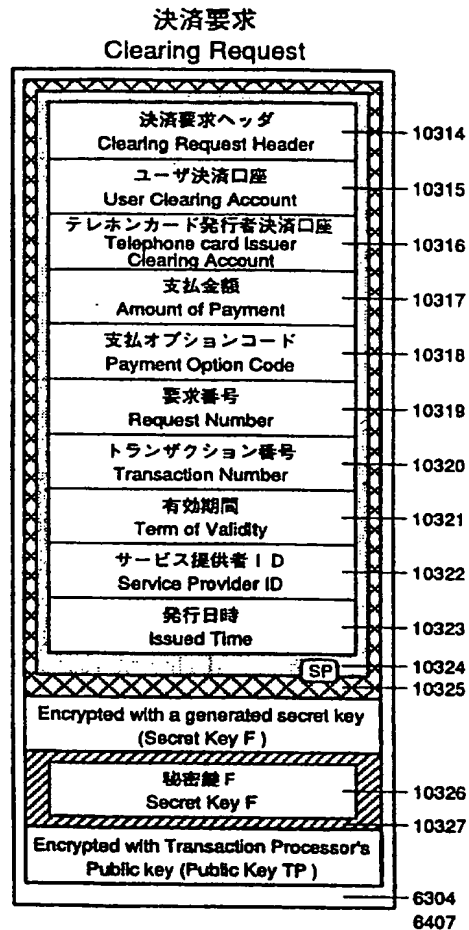 決済要求
Clearing Request
決済要求ヘッダ
Clearing Request Header
10314
ユーザ決済口座
User Clearing Account
10315
テレホンカード発行者決済口座
Telephone card Issuer
Clearing Account
10316
支払金額
Amount of Payment
10317
支払オプションコード
Payment Option Code
10318
要求番号
Request Number
10319
トランザクション番号
Transaction Number
10320
有効期間
Term of Validity
10321
サービス提供者ID
Service Provider ID
10322
発行日時
Issued Time
10323
SP
10324
10325
Encrypted with a generated secret key
(Secret Key F )
秘密鍵F
Secret Key F
10326
10327
Encrypted with Transaction Processor's
Public key (Public Key TP )
6304
6407